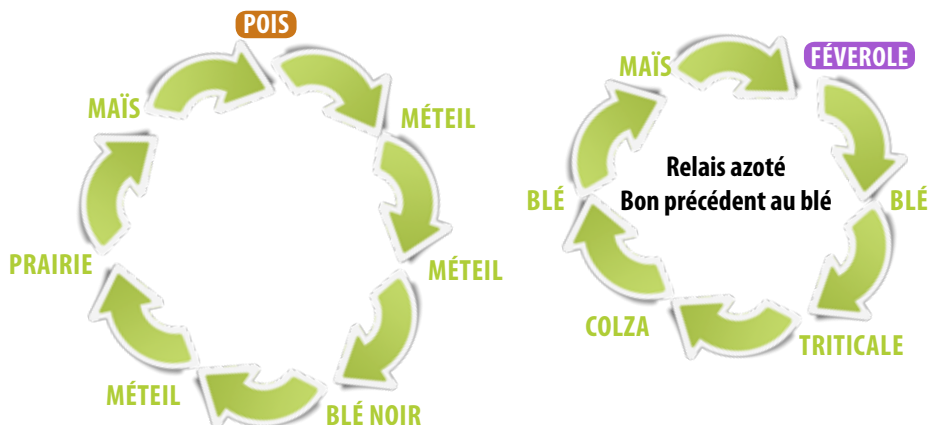 POIS
MÉTEIL
MÉTEIL
BLÉ NOIR
MÉTEIL
PRAIRIE
MAÏS
FÉVEROLE
BLÉ
TRITICALE
COLZA
BLÉ
MAÏS
Relais azoté
Bon précédent au blé